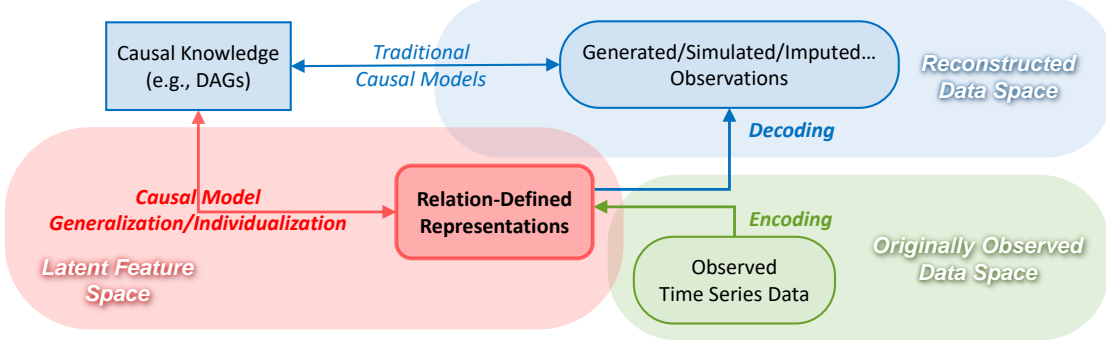 Causal Knowledge
(e.g., DAGs)
Traditional
Causal Models
Generated/Simulated/Imputed...
Observations
Reconstructed
Data Space
Decoding
Causal Model
Generalization/Individualization
Relation-Defined
Representations
Encoding
Latent Feature
Space
Observed
Time Series Data
Originally Observed
Data Space